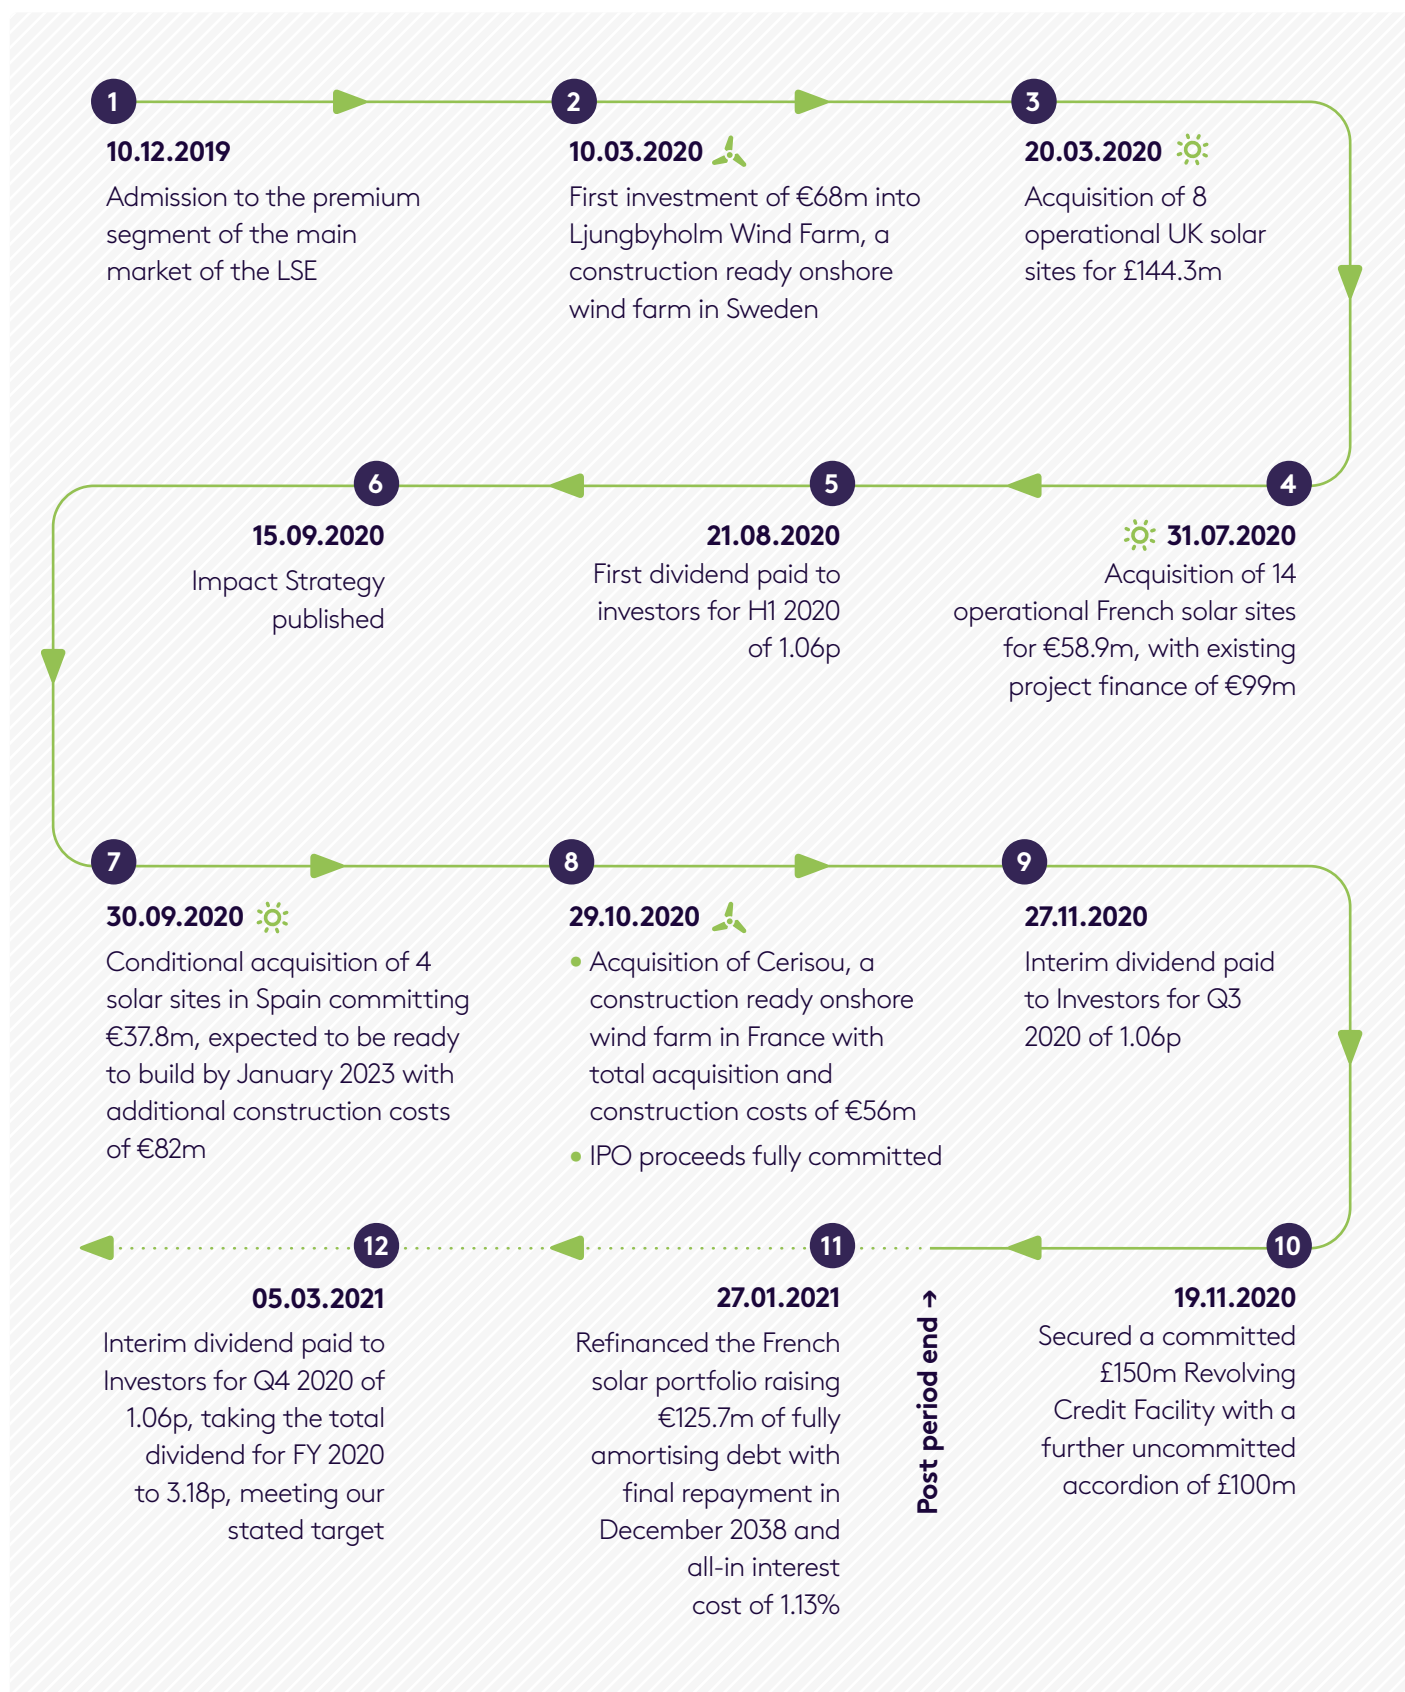 1
10.12.2019
Admission to the premium
segment of the main
market of the LSE
2
10.03.2020
First investment of €68m into
Ljungbyholm Wind Farm, a
construction ready onshore
wind farm in Sweden
3
20.03.2020
Acquisition of 8
operational UK solar
sites for £144.3m
4
31.07.2020
Acquisition of 14
operational French solar sites
for €58.9m, with existing
project finance of €99m
5
21.08.2020
First dividend paid to
investors for H1 2020
of 1.06p
6
15.09.2020
Impact Strategy
published
7
30.09.2020
Conditional acquisition of 4
solar sites in Spain committing
€37.8m, expected to be ready
to build by January 2023 with
additional construction costs
of €82m
8
29.10.2020
• Acquisition of Cerisou, a
construction ready onshore
wind farm in France with
total acquisition and
construction costs of €56m
• IPO proceeds fully committed
9
27.11.2020
Interim dividend paid
to Investors for Q3
2020 of 1.06p
10
19.11.2020
Secured a committed
£150m Revolving
Credit Facility with a
further uncommitted
accordion of £100m
Post period end →
11
27.01.2021
Refinanced the French
solar portfolio raising
€125.7m of fully
amortising debt with
final repayment in
December 2038 and
all-in interest
cost of 1.13%
12
05.03.2021
Interim dividend paid to
Investors for Q4 2020 of
1.06p, taking the total
dividend for FY 2020
to 3.18p, meeting our
stated target